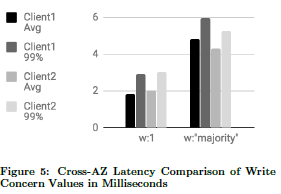 Client1
Avg
Client1
99%
Client2
Avg
Client2
99%
6
4
2
0
w:1
w:"majority"
Figure 5: Cross-AZ Latency Comparison of Write
Concern Values in Milliseconds